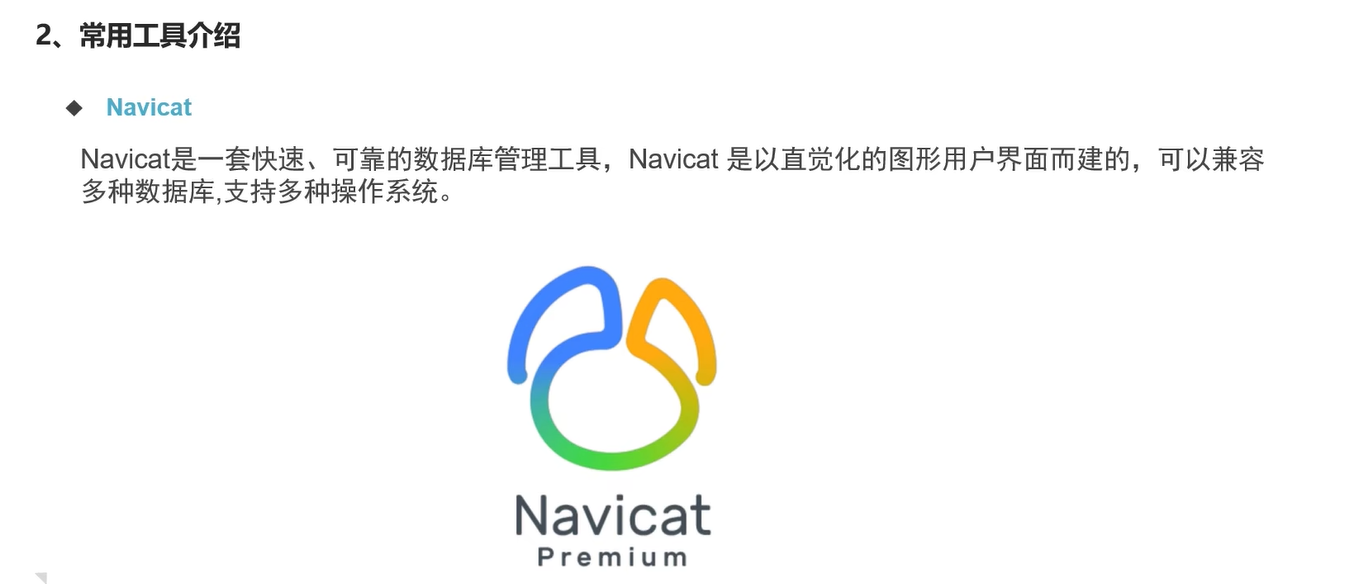 2、常用工具介绍
◆ Navicat
Navicat是一套快速、可靠的数据库管理工具，Navicat 是以直觉化的图形用户界面而建的，可以兼容
多种数据库,支持多种操作系统。
Navicat
Premium